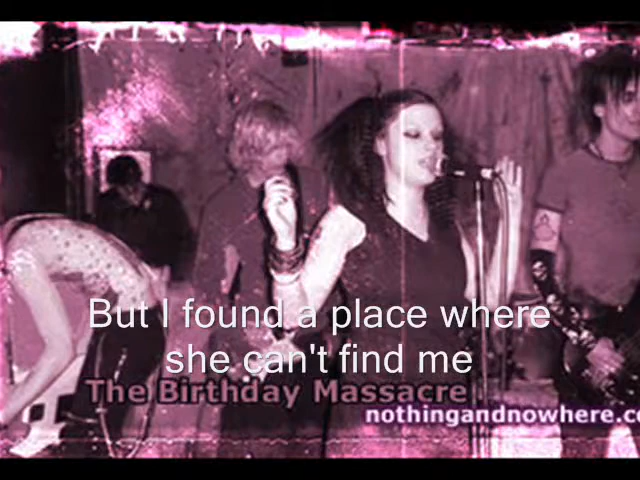 But I found a place where
she can't find me
The Birthday Massacre
nothingandnowhere.c